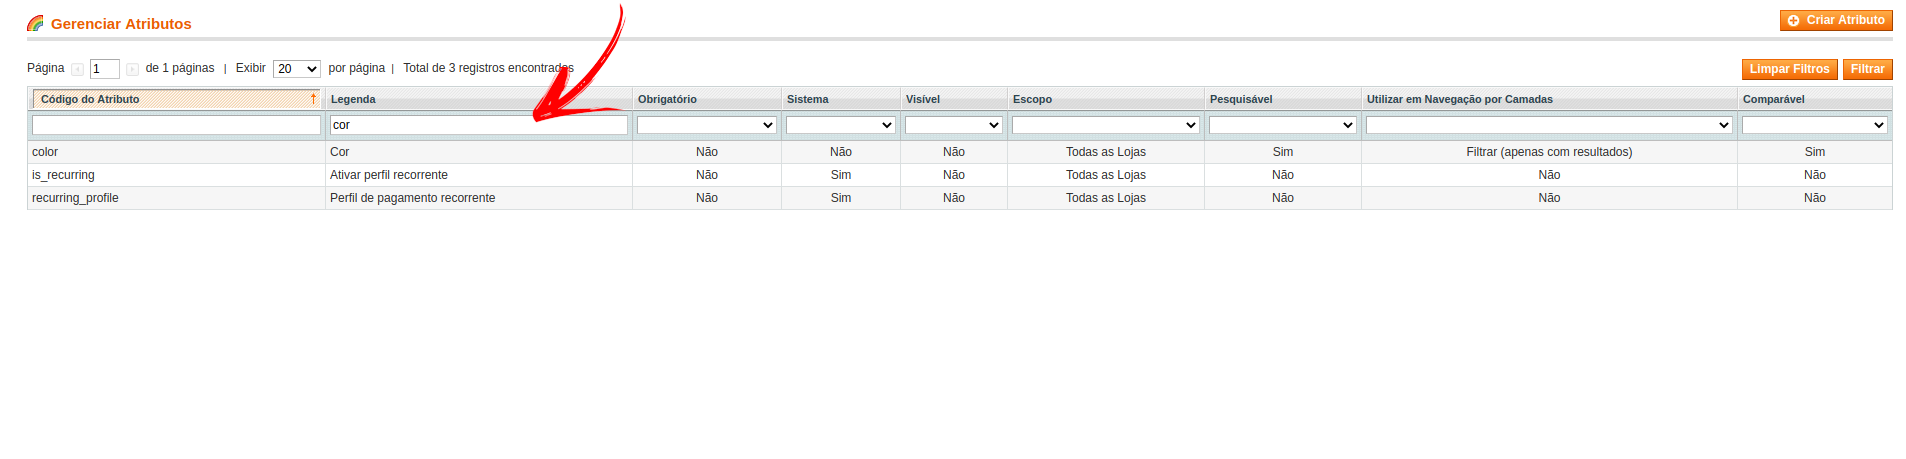 Gerenciar Atributos
Criar Atributo
Página 1 de 1 páginas | Exibir 20 por página | Total de 3 registros encontrados
Limpar Filtros Filtrar
Código do Atributo Legenda Obrigatório Sistema Visível Escopo Pesquisável Utilizar em Navegação por Camadas Comparável
cor
color Cor Não Não Não Todas as Lojas Sim Filtrar (apenas com resultados) Sim
is_recurring Ativar perfil recorrente Não Sim Não Todas as Lojas Não Não Não
recurring_profile Perfil de pagamento recorrente Não Sim Não Todas as Lojas Não Não Não